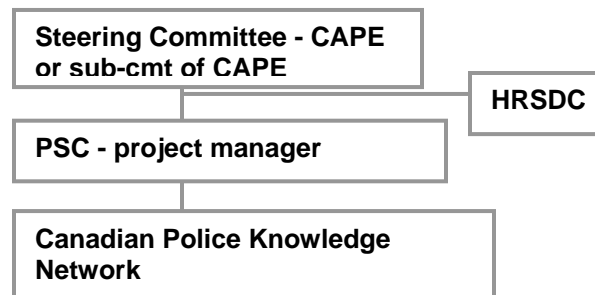 Steering Committee - CAPE
or sub-cmt of CAPE
HRSDC
PSC - project manager
Canadian Police Knowledge
Network